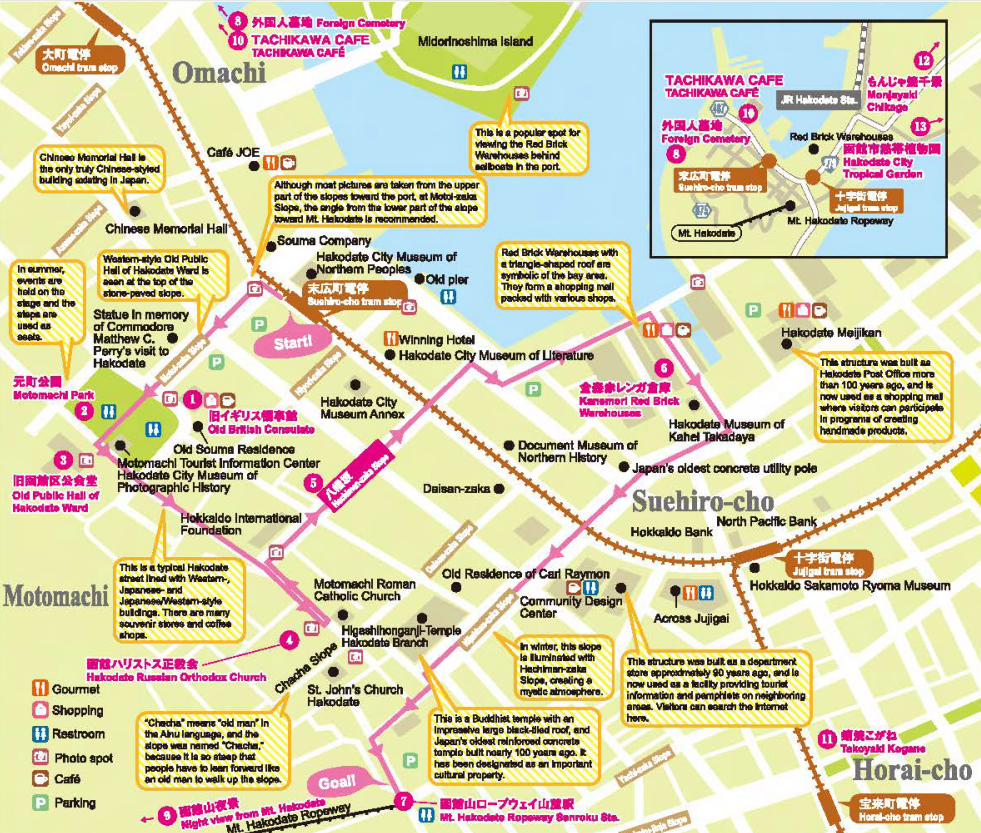 8 外国人墓地 Foreign Cemetery
10 TACHIKAWA CAFE
TACHIKAWA CAFÉ
Midorinoshima Island
大町電停
Omachi tram stop
Omachi
This is a popular spot for
viewing the Red Brick
Warehouses behind
sailboats in the port.
TACHIKAWA CAFE
TACHIKAWA CAFÉ
10
外国人墓地
Foreign Cemetery
8
JR Hakodate Sta.
12
もんじゃ焼千景
Monjayaki
Chikage
13
函館市熱帯植物園
Hakodate City
Tropical Garden
Red Brick Warehouses
末広町電停
Suehiro-cho tram stop
十字街電停
Jujigai tram stop
Mt. Hakodate
Mt. Hakodate Ropeway
457
279
675
Café JOE
Chinese Memorial Hall is
the only truly Chinese-styled
building existing in Japan.
Chinese Memorial Hall
Although most pictures are taken from the upper
part of the slopes toward the port, at Motoi-zaka
Slope, the angle from the lower part of the slope
toward Mt. Hakodate is recommended.
Souma Company
Hakodate City Museum of
Northern Peoples
Old pier
末広町電停
Suehiro-cho tram stop
Start!
Western-style Old Public
Hall of Hakodate Ward is
seen at the top of the
stone-paved slope.
In summer,
events are
held on the
stage and the
steps are
used as
seats.
Statue in memory
of Commodore
Matthew C.
Perry's visit to
Hakodate
Red Brick Warehouses with
a triangle-shaped roof are
symbolic of the bay area.
They form a shopping mall
packed with various shops.
Winning Hotel
Hakodate City Museum of Literature
Hakodate Meijikan
This structure was built as
Hakodate Post Office more
than 100 years ago, and is
now used as a shopping mall
where visitors can participate
in programs of creating
handmade products.
6
金森赤レンガ倉庫
Kanemori Red Brick
Warehouses
Hakodate Museum of
Kahei Takadaya
元町公園
Motomachi Park
2
1
旧イギリス領事館
Old British Consulate
Hakodate City
Museum Annex
Old Souma Residence
Motomachi Tourist Information Center
Hakodate City Museum of
Photographic History
3
旧函館区公会堂
Old Public Hall of
Hakodate Ward
5
八幡坂
Hachiman-zaka Slope
Document Museum of
Northern History
Japan's oldest concrete utility pole
Daisan-zaka
Suehiro-cho
Hokkaido International
Foundation
North Pacific Bank
Hokkaido Bank
十字街電停
Jujigai tram stop
Hokkaido Sakamoto Ryoma Museum
This is a typical Hakodate
street lined with Western-,
Japanese- and
Japanese/Western-style
buildings. There are many
souvenir stores and coffee
shops.
Motomachi
Motomachi Roman
Catholic Church
Old Residence of Carl Raymon
Community Design
Center
Across Jujigai
Higashihonganji-Temple
Hakodate Branch
4
函館ハリストス正教会
Hakodate Russian Orthodox Church
Chacha Slope
St. John's Church
Hakodate
In winter, this slope
is illuminated with
Hachiman-zaka
Slope, creating a
mystic atmosphere.
This structure was built as a department
store approximately 90 years ago, and is
now used as a facility providing tourist
information and pamphlets on neighboring
areas. Visitors can search the internet
here.
Gourmet
Shopping
Restroom
Photo spot
Café
P Parking
"Chacha" means "old man" in
the Ainu language, and the
slope was named "Chacha,"
because it is so steep that
people have to lean forward like
an old man to walk up the slope.
This is a Buddhist temple with an
impressive large black-tiled roof, and
Japan's oldest reinforced concrete
temple built nearly 100 years ago. It
has been designated as an important
cultural property.
Goal!
7 函館山ロープウェイ山麓駅
Mt. Hakodate Ropeway Sanroku Sta.
9 函館山夜景
Night view from Mt. Hakodate
Mt. Hakodate Ropeway
11
Takoyaki Kogane
Horai-cho
宝来町電停
Horai-cho tram stop